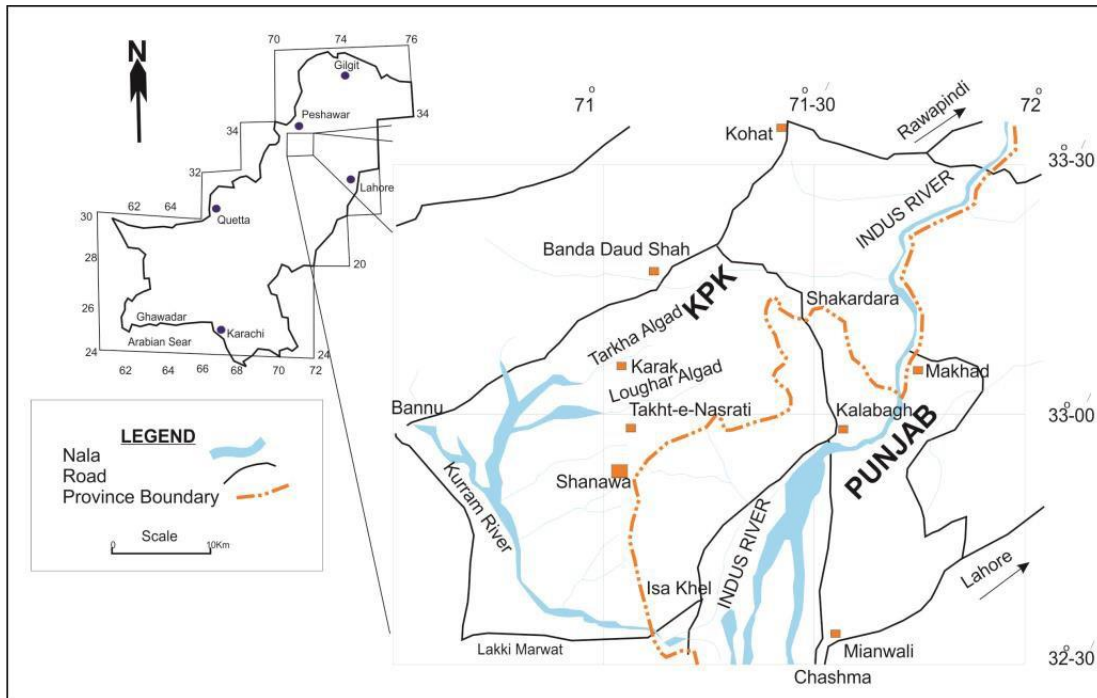 N
70
74
76
Gilgit
Peshawar
34
34
32
Lahore
30
62
64
Quetta
28
20
26
Ghawadar
Karachi
24
Arabian Sear
24
62
64
66
67
68
70
72
LEGEND
Nala
Road
Province Boundary
Scale
0
10Km
71°
71-30°
72°
Rawapindi
Kohat
33-30
INDUS RIVER
Banda Daud Shah
KPK
Shakardara
Tarkha Algad
Karak
Makhad
Loughar Algad
Bannu
Takht-e-Nasrati
Kalabagh
33-00
PUNJAB
Shanawa
Kurram River
INDUS RIVER
Lahore
Isa Khel
Lakki Marwat
Mianwali
32-30
Chashma